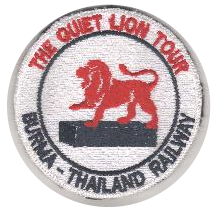 THE QUIET LION TOUR
BURMA - THAILAND RAILWAY